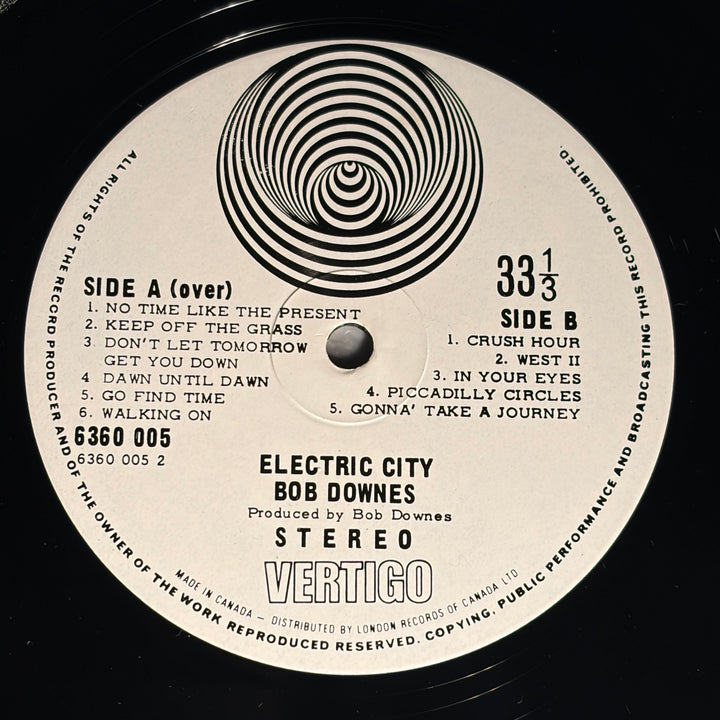 SIDE A (over)
1. NO TIME LIKE THE PRESENT
2. KEEP OFF THE GRASS
3. DON'T LET TOMORROW
GET YOU DOWN
4 DAWN UNTIL DAWN
5. GO FIND TIME
6. WALKING ON
6360 005
6360 005 2
33 1/3
SIDE B
1. CRUSH HOUR
2. WEST II
3. IN YOUR EYES
4. PICCADILLY CIRCLES
5. GONNA' TAKE A JOURNEY
ELECTRIC CITY
BOB DOWNES
Produced by Bob Downes
STEREO
VERTIGO
MADE IN CANADA — DISTRIBUTED BY LONDON RECORDS OF CANADA LTD
ALL RIGHTS OF THE RECORD PRODUCER AND OF THE OWNER OF THE WORK REPRODUCED RESERVED. COPYING, PUBLIC PERFORMANCE AND BROADCASTING THIS RECORD PROHIBITED.